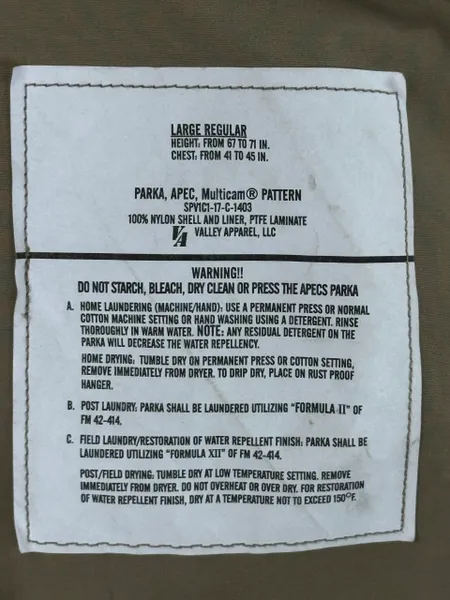 LARGE REGULAR
HEIGHT: FROM 67 TO 71 IN.
CHEST: FROM 41 TO 45 IN.
PARKA, APEC, Multicam® PATTERN
SPV1C1-17-C-1403
100% NYLON SHELL AND LINER, PTFE LAMINATE
VA VALLEY APPAREL, LLC
WARNING!!
DO NOT STARCH, BLEACH, DRY CLEAN OR PRESS THE APECS PARKA
A. HOME LAUNDERING (MACHINE/HAND): USE A PERMANENT PRESS OR NORMAL
COTTON MACHINE SETTING OR HAND WASHING USING A DETERGENT. RINSE
THOROUGHLY IN WARM WATER. NOTE: ANY RESIDUAL DETERGENT ON THE
PARKA WILL DECREASE THE WATER REPELLENCY.
HOME DRYING: TUMBLE DRY ON PERMANENT PRESS OR COTTON SETTING,
REMOVE IMMEDIATELY FROM DRYER. TO DRIP DRY, PLACE ON RUST PROOF
HANGER.
B. POST LAUNDRY: PARKA SHALL BE LAUNDERED UTILIZING "FORMULA II" OF
FM 42-414.
C. FIELD LAUNDRY/RESTORATION OF WATER REPELLENT FINISH: PARKA SHALL BE
LAUNDERED UTILIZING "FORMULA XII" OF FM 42-414.
POST/FIELD DRYING: TUMBLE DRY AT LOW TEMPERATURE SETTING. REMOVE
IMMEDIATELY FROM DRYER. DO NOT OVERHEAT OR OVER DRY. FOR RESTORATION
OF WATER REPELLENT FINISH, DRY AT A TEMPERATURE NOT TO EXCEED 150°F.